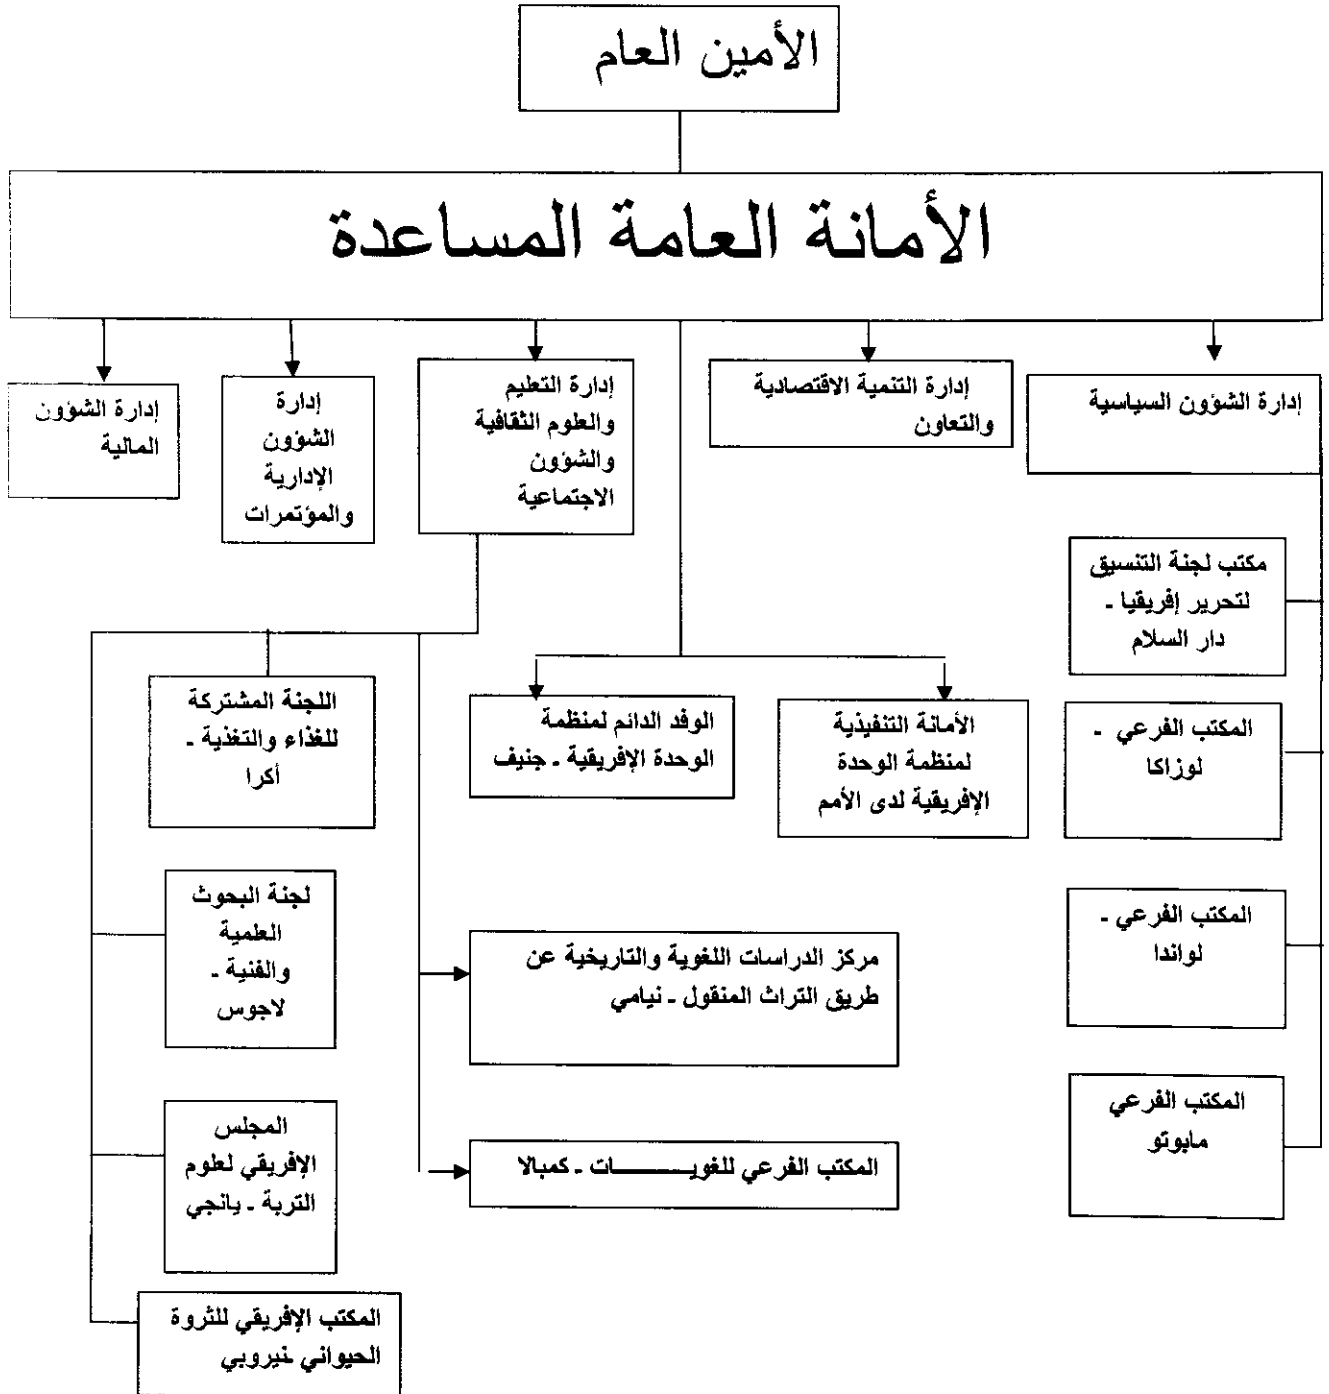 الأمين العام
الأمانة العامة المساعدة
إدارة الشؤون السياسية
إدارة التنمية الاقتصادية
والتعاون
إدارة التعليم
والعلوم الثقافية
والشؤون
الاجتماعية
إدارة
الشؤون
الإدارية
والمؤتمرات
إدارة الشؤون
المالية
مكتب لجنة التنسيق
لتحرير إفريقيا -
دار السلام
المكتب الفرعي -
لوزاكا
المكتب الفرعي -
لواندا
المكتب الفرعي
مابوتو
الأمانة التنفيذية
لمنظمة الوحدة
الإفريقية لدى الأمم
الوفد الدائم لمنظمة
الوحدة الإفريقية - جنيف
مركز الدراسات اللغوية والتاريخية عن
طريق التراث المنقول - نيامي
المكتب الفرعي للغويـــــــات - كمبالا
اللجنة المشتركة
للغذاء والتغذية -
أكرا
لجنة البحوث
العلمية
والفنية -
لاجوس
المجلس
الإفريقي لعلوم
التربة - يانجي
المكتب الإفريقي للثروة
الحيواني -نيروبي